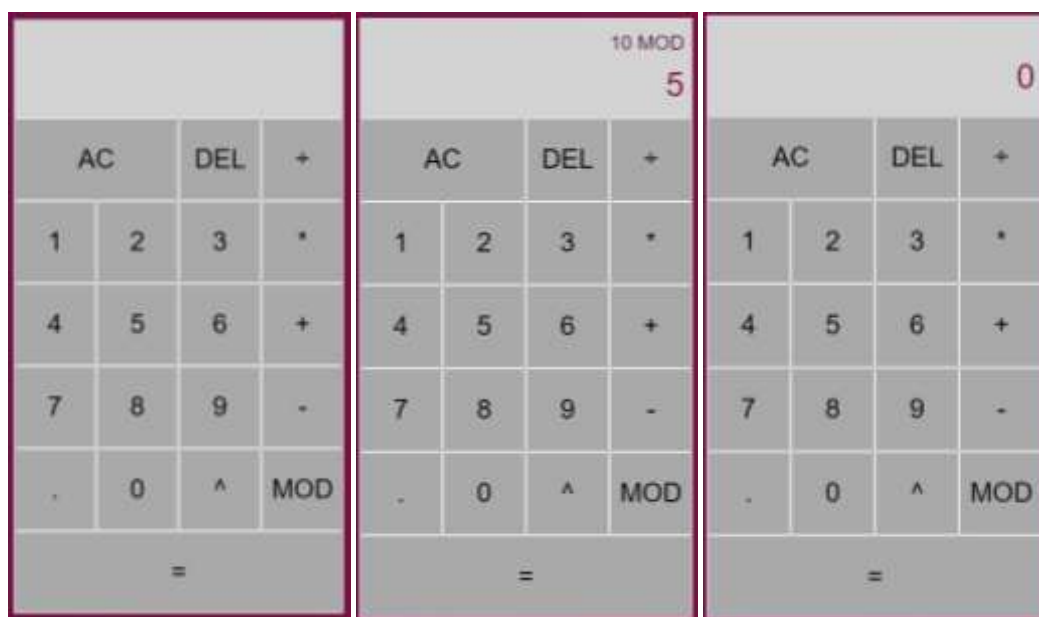 AC DEL ÷
1 2 3 *
4 5 6 +
7 8 9 -
. 0 ^ MOD
=
10 MOD
5
AC DEL ÷
1 2 3 *
4 5 6 +
7 8 9 -
. 0 ^ MOD
=
0
AC DEL ÷
1 2 3 *
4 5 6 +
7 8 9 -
. 0 ^ MOD
=